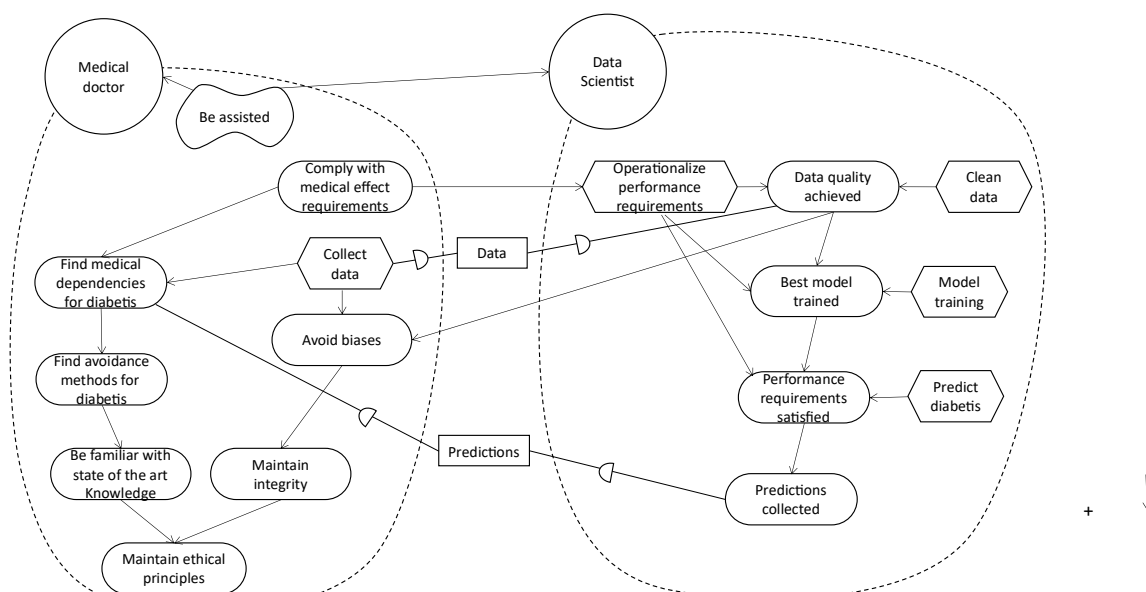 Medical
doctor
Data
Scientist
Be assisted
Comply with
medical effect
requirements
Operationalize
performance
requirements
Data quality
achieved
Clean
data
Collect
data
Data
Find medical
dependencies
for diabetis
Best model
trained
Model
training
Avoid biases
Find avoidance
methods for
diabetis
Performance
requirements
satisfied
Predict
diabetis
Be familiar with
state of the art
Knowledge
Maintain
integrity
Predictions
Predictions
collected
+
Maintain ethical
principles